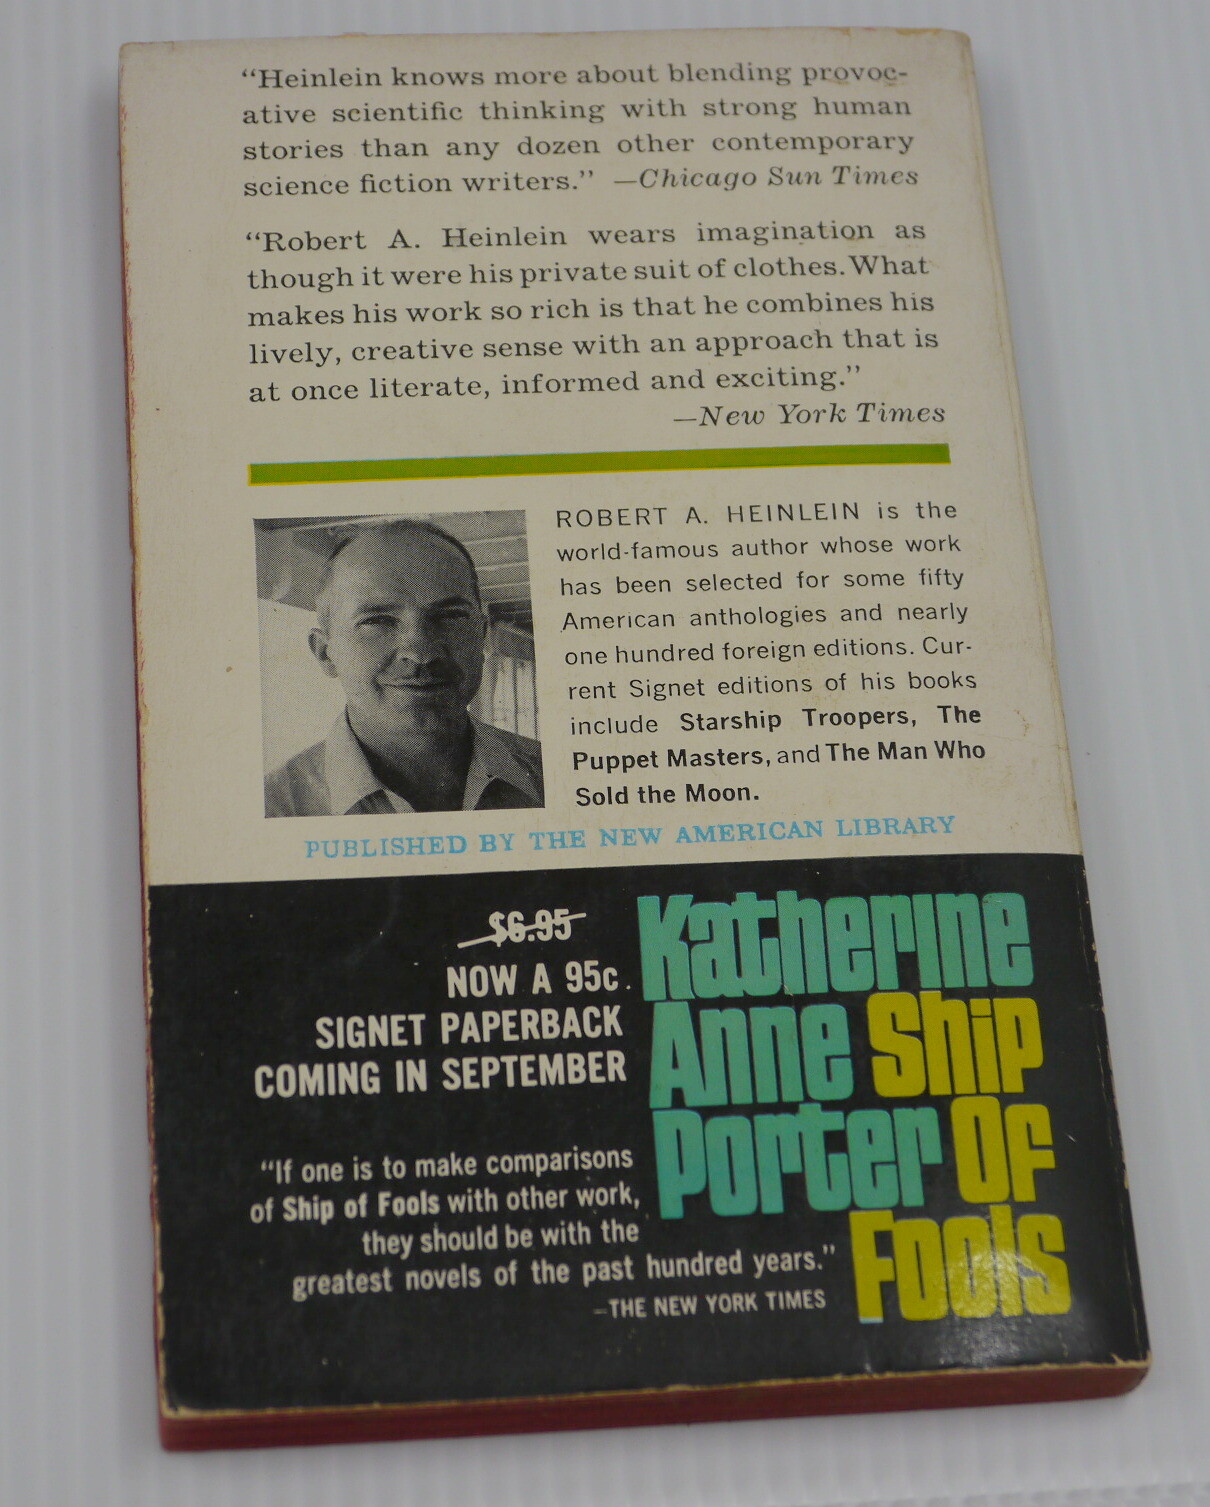 “Heinlein knows more about blending provoc-
ative scientific thinking with strong human
stories than any dozen other contemporary
science fiction writers.” —Chicago Sun Times
“Robert A. Heinlein wears imagination as
though it were his private suit of clothes. What
makes his work so rich is that he combines his
lively, creative sense with an approach that is
at once literate, informed and exciting.”
—New York Times
ROBERT A. HEINLEIN is the
world-famous author whose work
has been selected for some fifty
American anthologies and nearly
one hundred foreign editions. Cur-
rent Signet editions of his books
include Starship Troopers, The
Puppet Masters, and The Man Who
Sold the Moon.
PUBLISHED BY THE NEW AMERICAN LIBRARY
$6.95
NOW A 95c
SIGNET PAPERBACK
COMING IN SEPTEMBER
Katherine
Anne Ship
Porter Of
Fools
“If one is to make comparisons
of Ship of Fools with other work,
they should be with the
greatest novels of the past hundred years.”
—THE NEW YORK TIMES